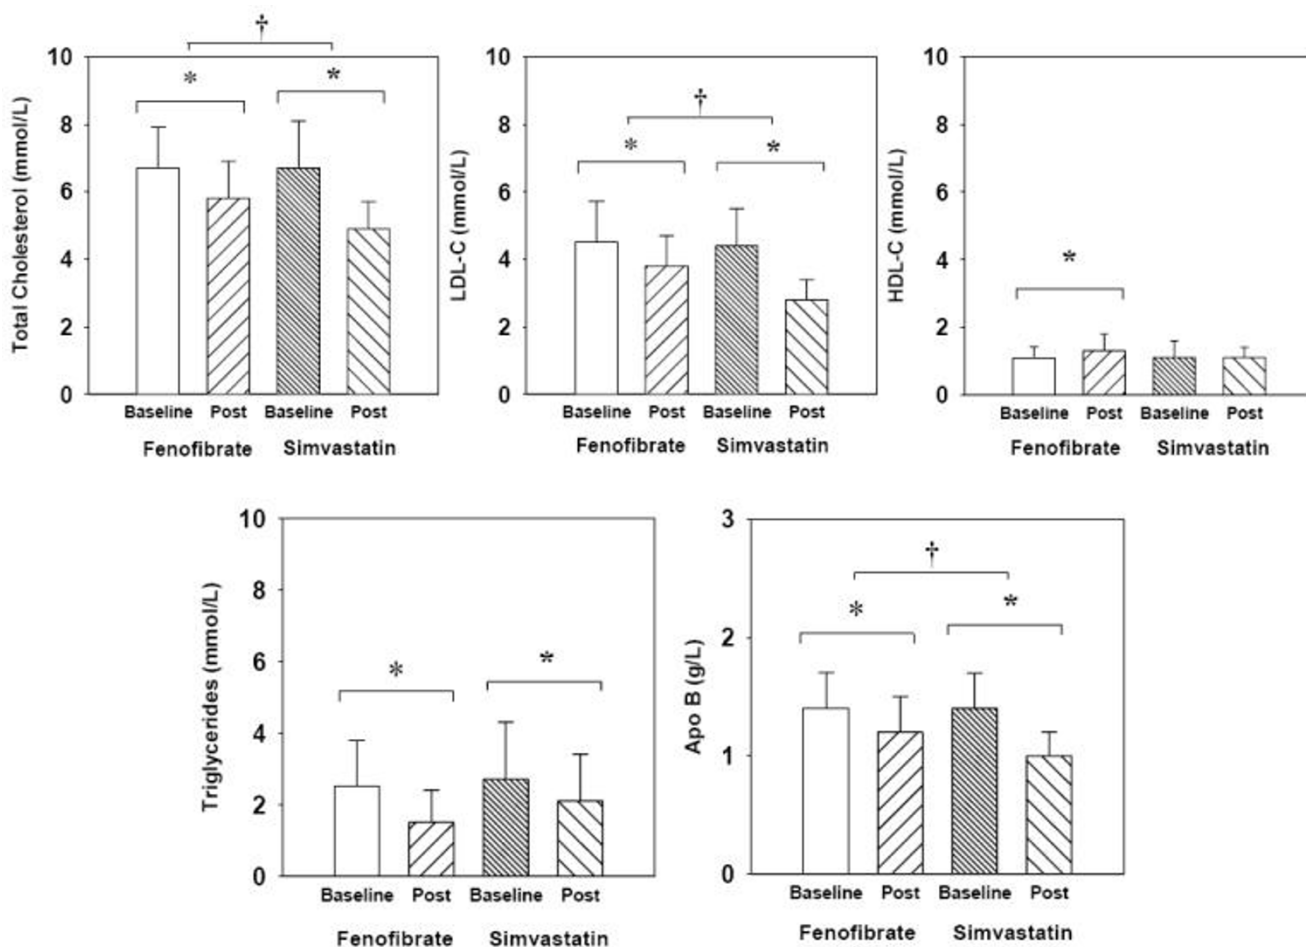 †
Total Cholesterol (mmol/L)
10
8
6
4
2
0
*
*
Baseline Post Baseline Post
Fenofibrate Simvastatin
LDL-C (mmol/L)
10
8
6
4
2
0
†
*
*
Baseline Post Baseline Post
Fenofibrate Simvastatin
HDL-C (mmol/L)
10
8
6
4
2
0
*
Baseline Post Baseline Post
Fenofibrate Simvastatin
Triglycerides (mmol/L)
10
8
6
4
2
0
*
*
Baseline Post Baseline Post
Fenofibrate Simvastatin
Apo B (g/L)
3
2
1
0
†
*
*
Baseline Post Baseline Post
Fenofibrate Simvastatin